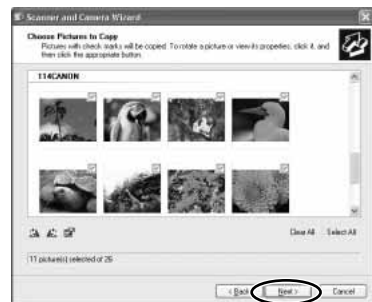 Scanner and Camera Wizard
Choose Pictures to Copy
Pictures with check marks will be copied. To rotate a picture or view its properties, click it, and
then click the appropriate button.
114CANON
Clear All Select All
11 picture(s) selected of 26
< Back Next > Cancel